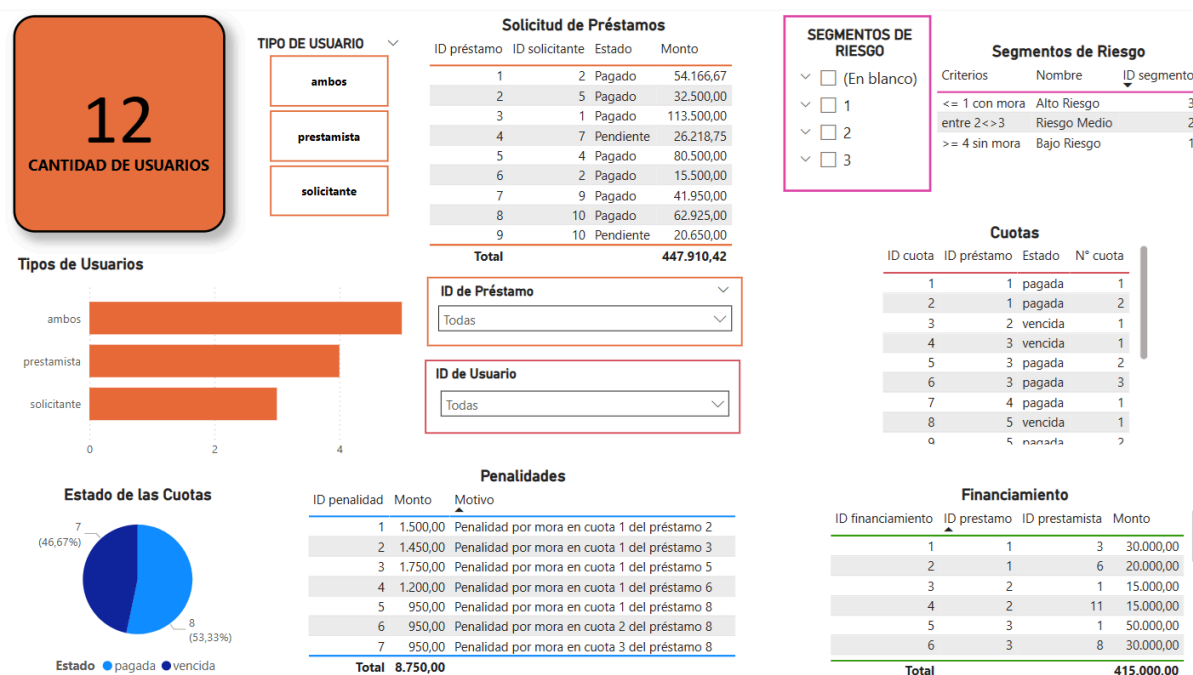 12
CANTIDAD DE USUARIOS
TIPO DE USUARIO
ambos
prestamista
solicitante
Solicitud de Préstamos
ID préstamo ID solicitante Estado Monto
1 2 Pagado 54.166,67
2 5 Pagado 32.500,00
3 1 Pagado 113.500,00
4 7 Pendiente 26.218,75
5 4 Pagado 80.500,00
6 2 Pagado 15.500,00
7 9 Pagado 41.950,00
8 10 Pagado 62.925,00
9 10 Pendiente 20.650,00
Total 447.910,42
SEGMENTOS DE
RIESGO
(En blanco)
1
2
3
Segmentos de Riesgo
Criterios Nombre ID segmento
<= 1 con mora Alto Riesgo 3
entre 2<>3 Riesgo Medio 2
>= 4 sin mora Bajo Riesgo 1
Tipos de Usuarios
ambos
prestamista
solicitante
0 2 4
ID de Préstamo
Todas
ID de Usuario
Todas
Cuotas
ID cuota ID préstamo Estado N° cuota
1 1 pagada 1
2 1 pagada 2
3 2 vencida 1
4 3 vencida 1
5 3 pagada 2
6 3 pagada 3
7 4 pagada 1
8 5 vencida 1
9 5 pagada 2
Estado de las Cuotas
7
(46,67%)
8
(53,33%)
Estado pagada vencida
Penalidades
ID penalidad Monto Motivo
1 1.500,00 Penalidad por mora en cuota 1 del préstamo 2
2 1.450,00 Penalidad por mora en cuota 1 del préstamo 3
3 1.750,00 Penalidad por mora en cuota 1 del préstamo 5
4 1.200,00 Penalidad por mora en cuota 1 del préstamo 6
5 950,00 Penalidad por mora en cuota 1 del préstamo 8
6 950,00 Penalidad por mora en cuota 2 del préstamo 8
7 950,00 Penalidad por mora en cuota 3 del préstamo 8
Total 8.750,00
Financiamiento
ID financiamiento ID prestamo ID prestamista Monto
1 1 3 30.000,00
2 1 6 20.000,00
3 2 1 15.000,00
4 2 11 15.000,00
5 3 1 50.000,00
6 3 8 30.000,00
Total 415.000,00